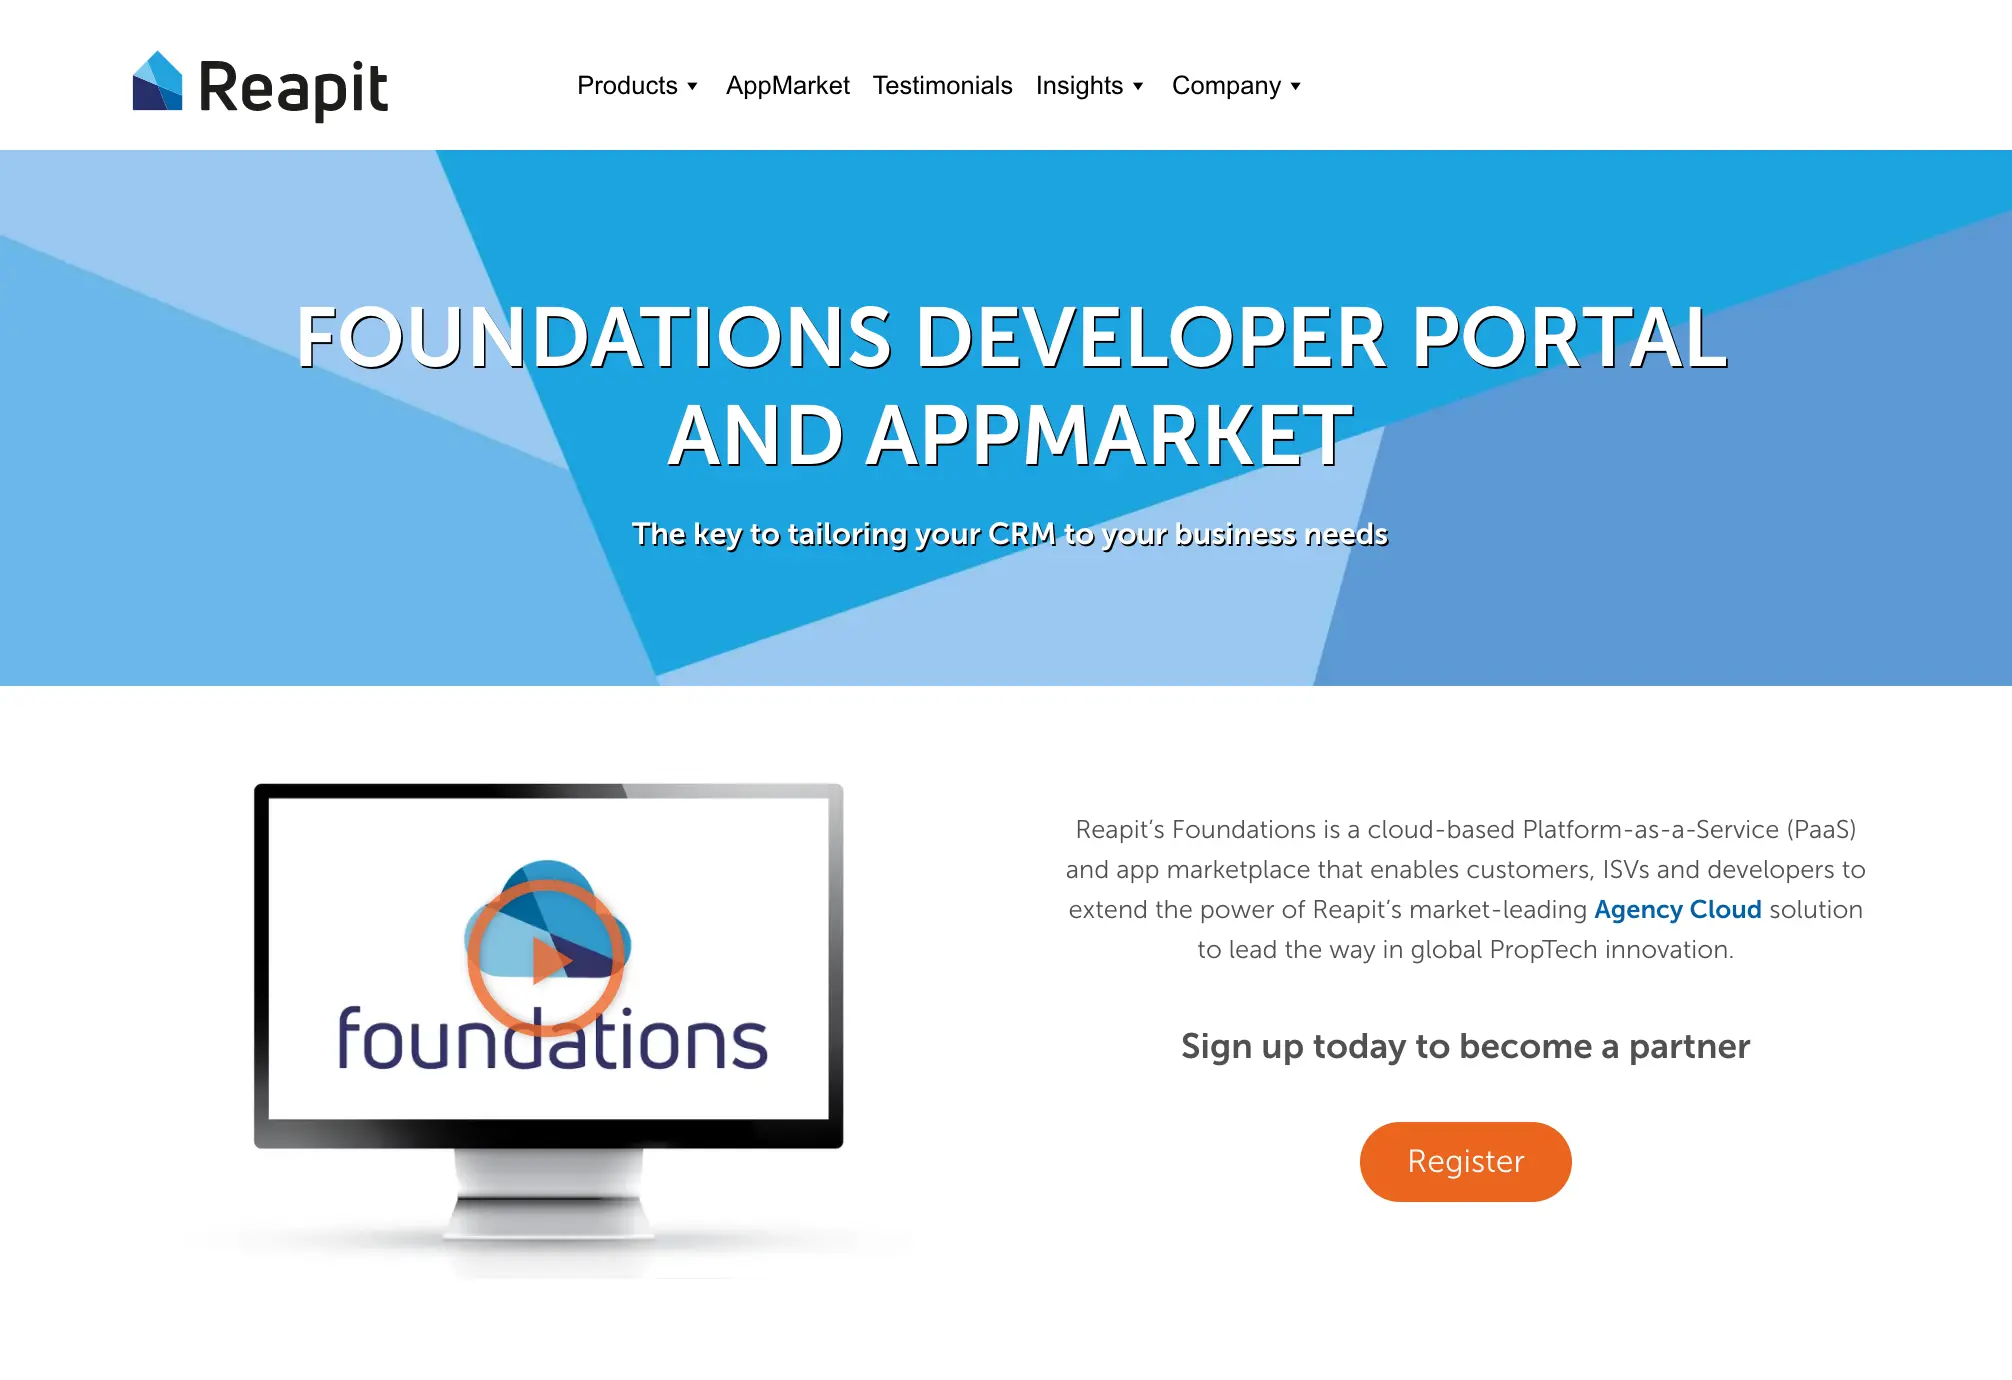 Reapit
Products AppMarket Testimonials Insights Company
FOUNDATIONS DEVELOPER PORTAL
AND APPMARKET
The key to tailoring your CRM to your business needs
foundations
Reapit’s Foundations is a cloud-based Platform-as-a-Service (PaaS)
and app marketplace that enables customers, ISVs and developers to
extend the power of Reapit’s market-leading Agency Cloud solution
to lead the way in global PropTech innovation.
Sign up today to become a partner
Register